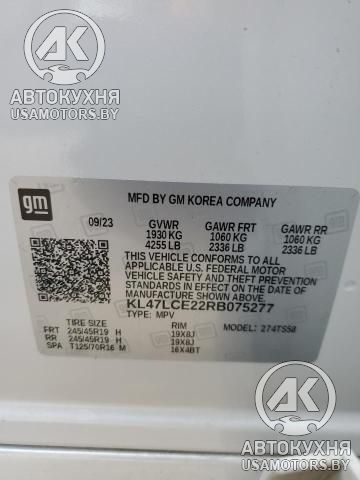 АК
АВТОКУХНЯ
USAMOTORS.BY
gm
MFD BY GM KOREA COMPANY
09/23 GVWR GAWR FRT GAWR RR
1930 KG 1060 KG 1060 KG
4255 LB 2336 LB 2336 LB
THIS VEHICLE CONFORMS TO ALL
APPLICABLE U.S. FEDERAL MOTOR
VEHICLE SAFETY AND THEFT PREVENTION
STANDARDS IN EFFECT ON THE DATE OF
MANUFACTURE SHOWN ABOVE.
KL47LCE22RB075277
TYPE: MPV MODEL: 274TS58
TIRE SIZE RIM
FRT 245/45R19 H 19X8J
RR 245/45R19 H 19X8J
SPA T125/70R16 M 16X4BT
АК
АВТОКУХНЯ
USAMOTORS.BY